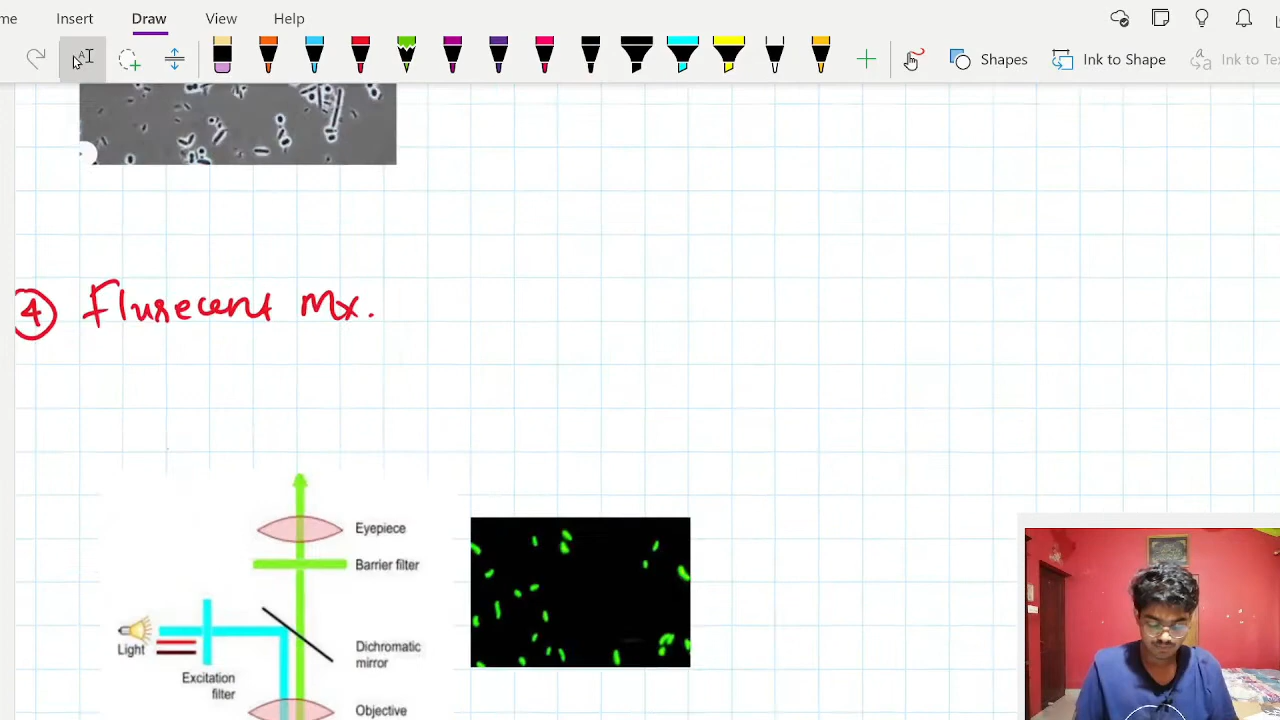 me Insert Draw View Help
Shapes Ink to Shape Ink to Te
④ Flurecent Mx.
Eyepiece
Barrier filter
Light
Dichromatic
mirror
Excitation
filter
Objective